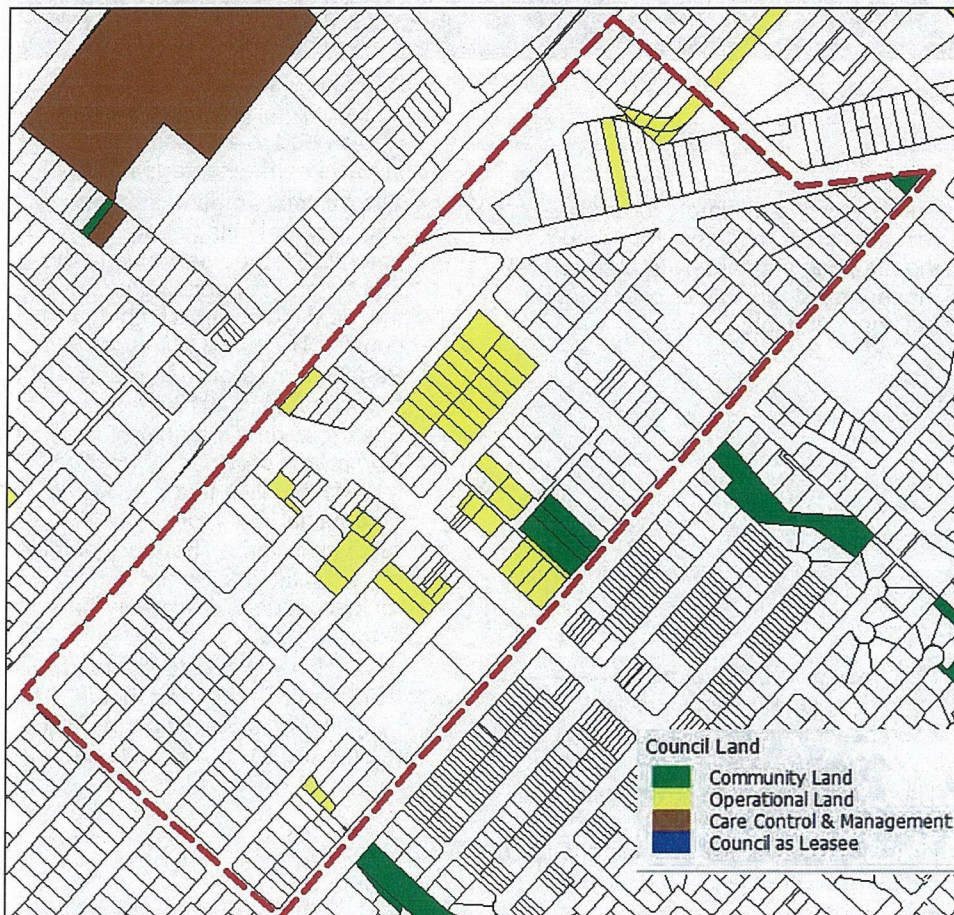 Council Land
Community Land
Operational Land
Care Control & Management
Council as Leasee